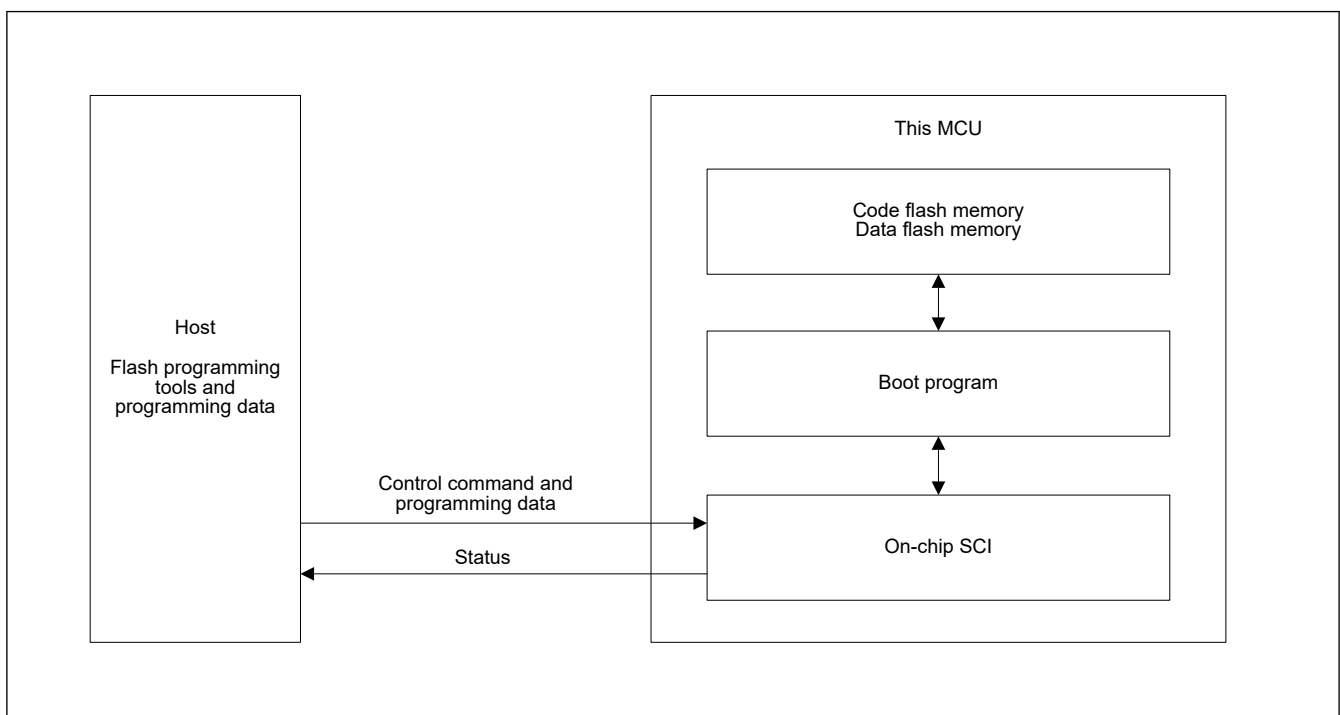 Host
Flash programming
tools and
programming data
Control command and
programming data
Status
This MCU
Code flash memory
Data flash memory
Boot program
On-chip SCI